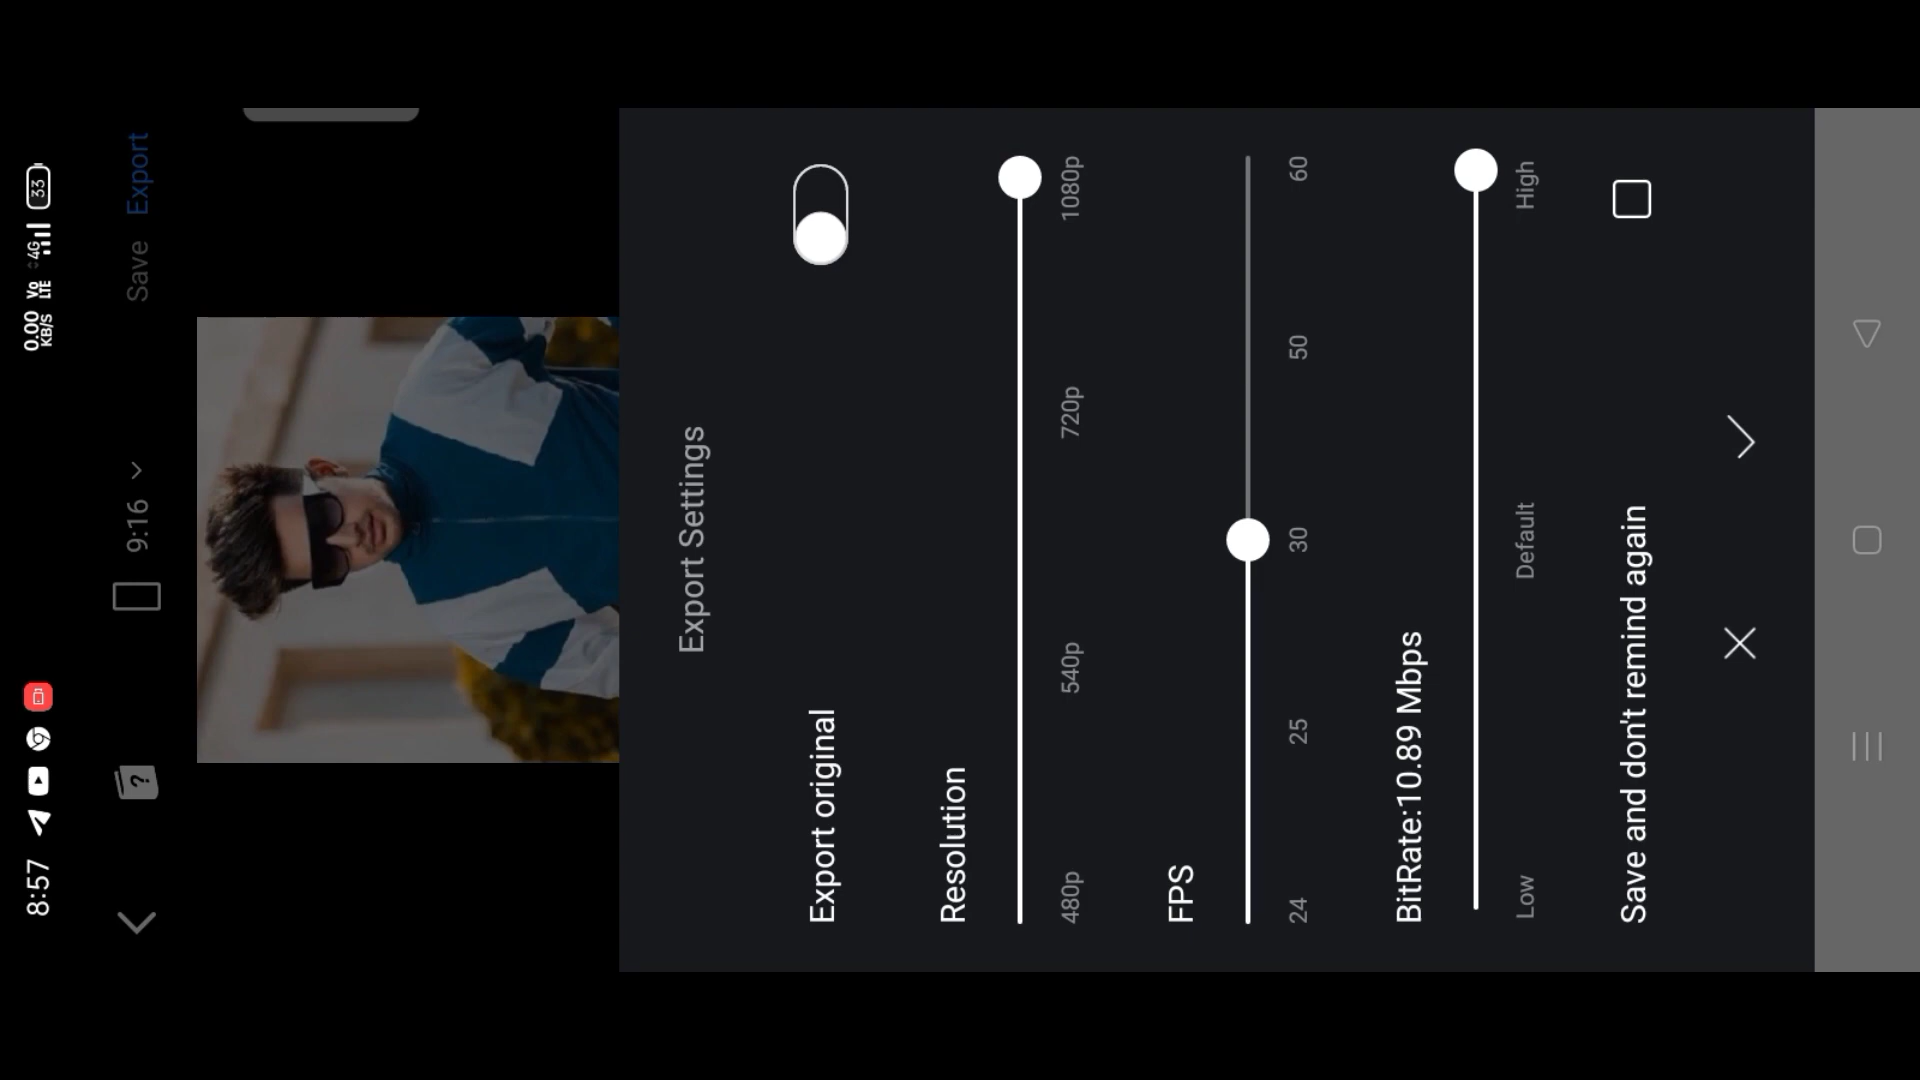 8:57
0.00 KB/S Vo LTE 4G 33
9:16
Save Export
Export Settings
Export original
Resolution
480p 540p 720p 1080p
FPS
24 25 30 50 60
BitRate:10.89 Mbps
Low Default High
Save and don't remind again